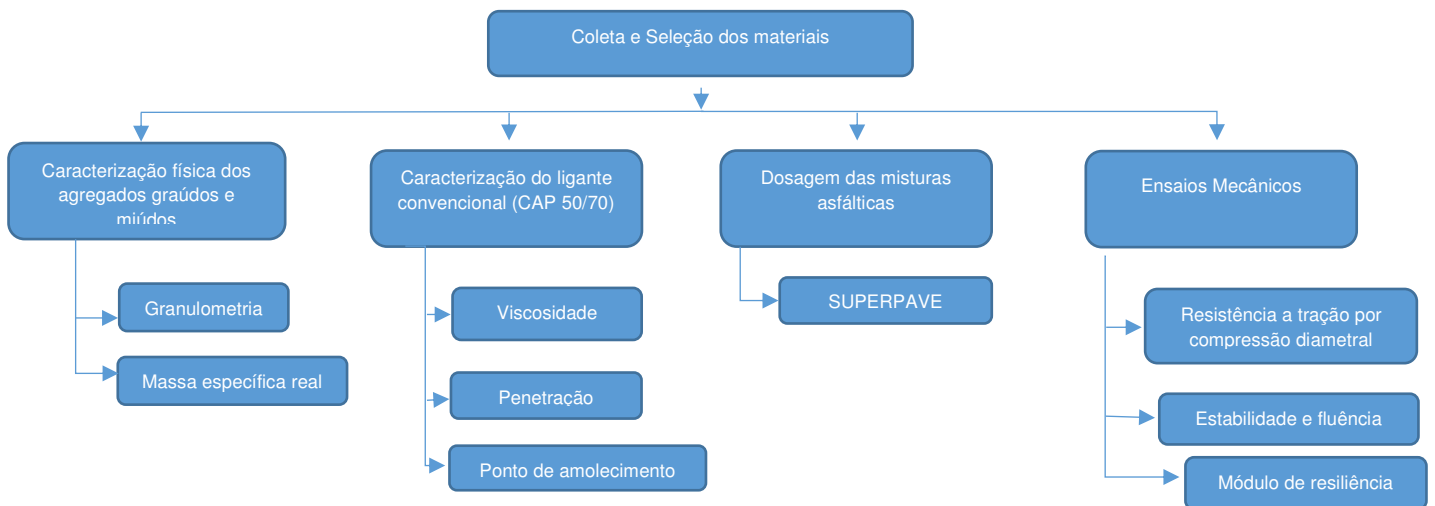 Coleta e Seleção dos materiais
Caracterização física dos
agregados graúdos e
miúdos
Granulometria
Massa específica real
Caracterização do ligante
convencional (CAP 50/70)
Viscosidade
Penetração
Ponto de amolecimento
Dosagem das misturas
asfálticas
SUPERPAVE
Ensaios Mecânicos
Resistência a tração por
compressão diametral
Estabilidade e fluência
Módulo de resiliência